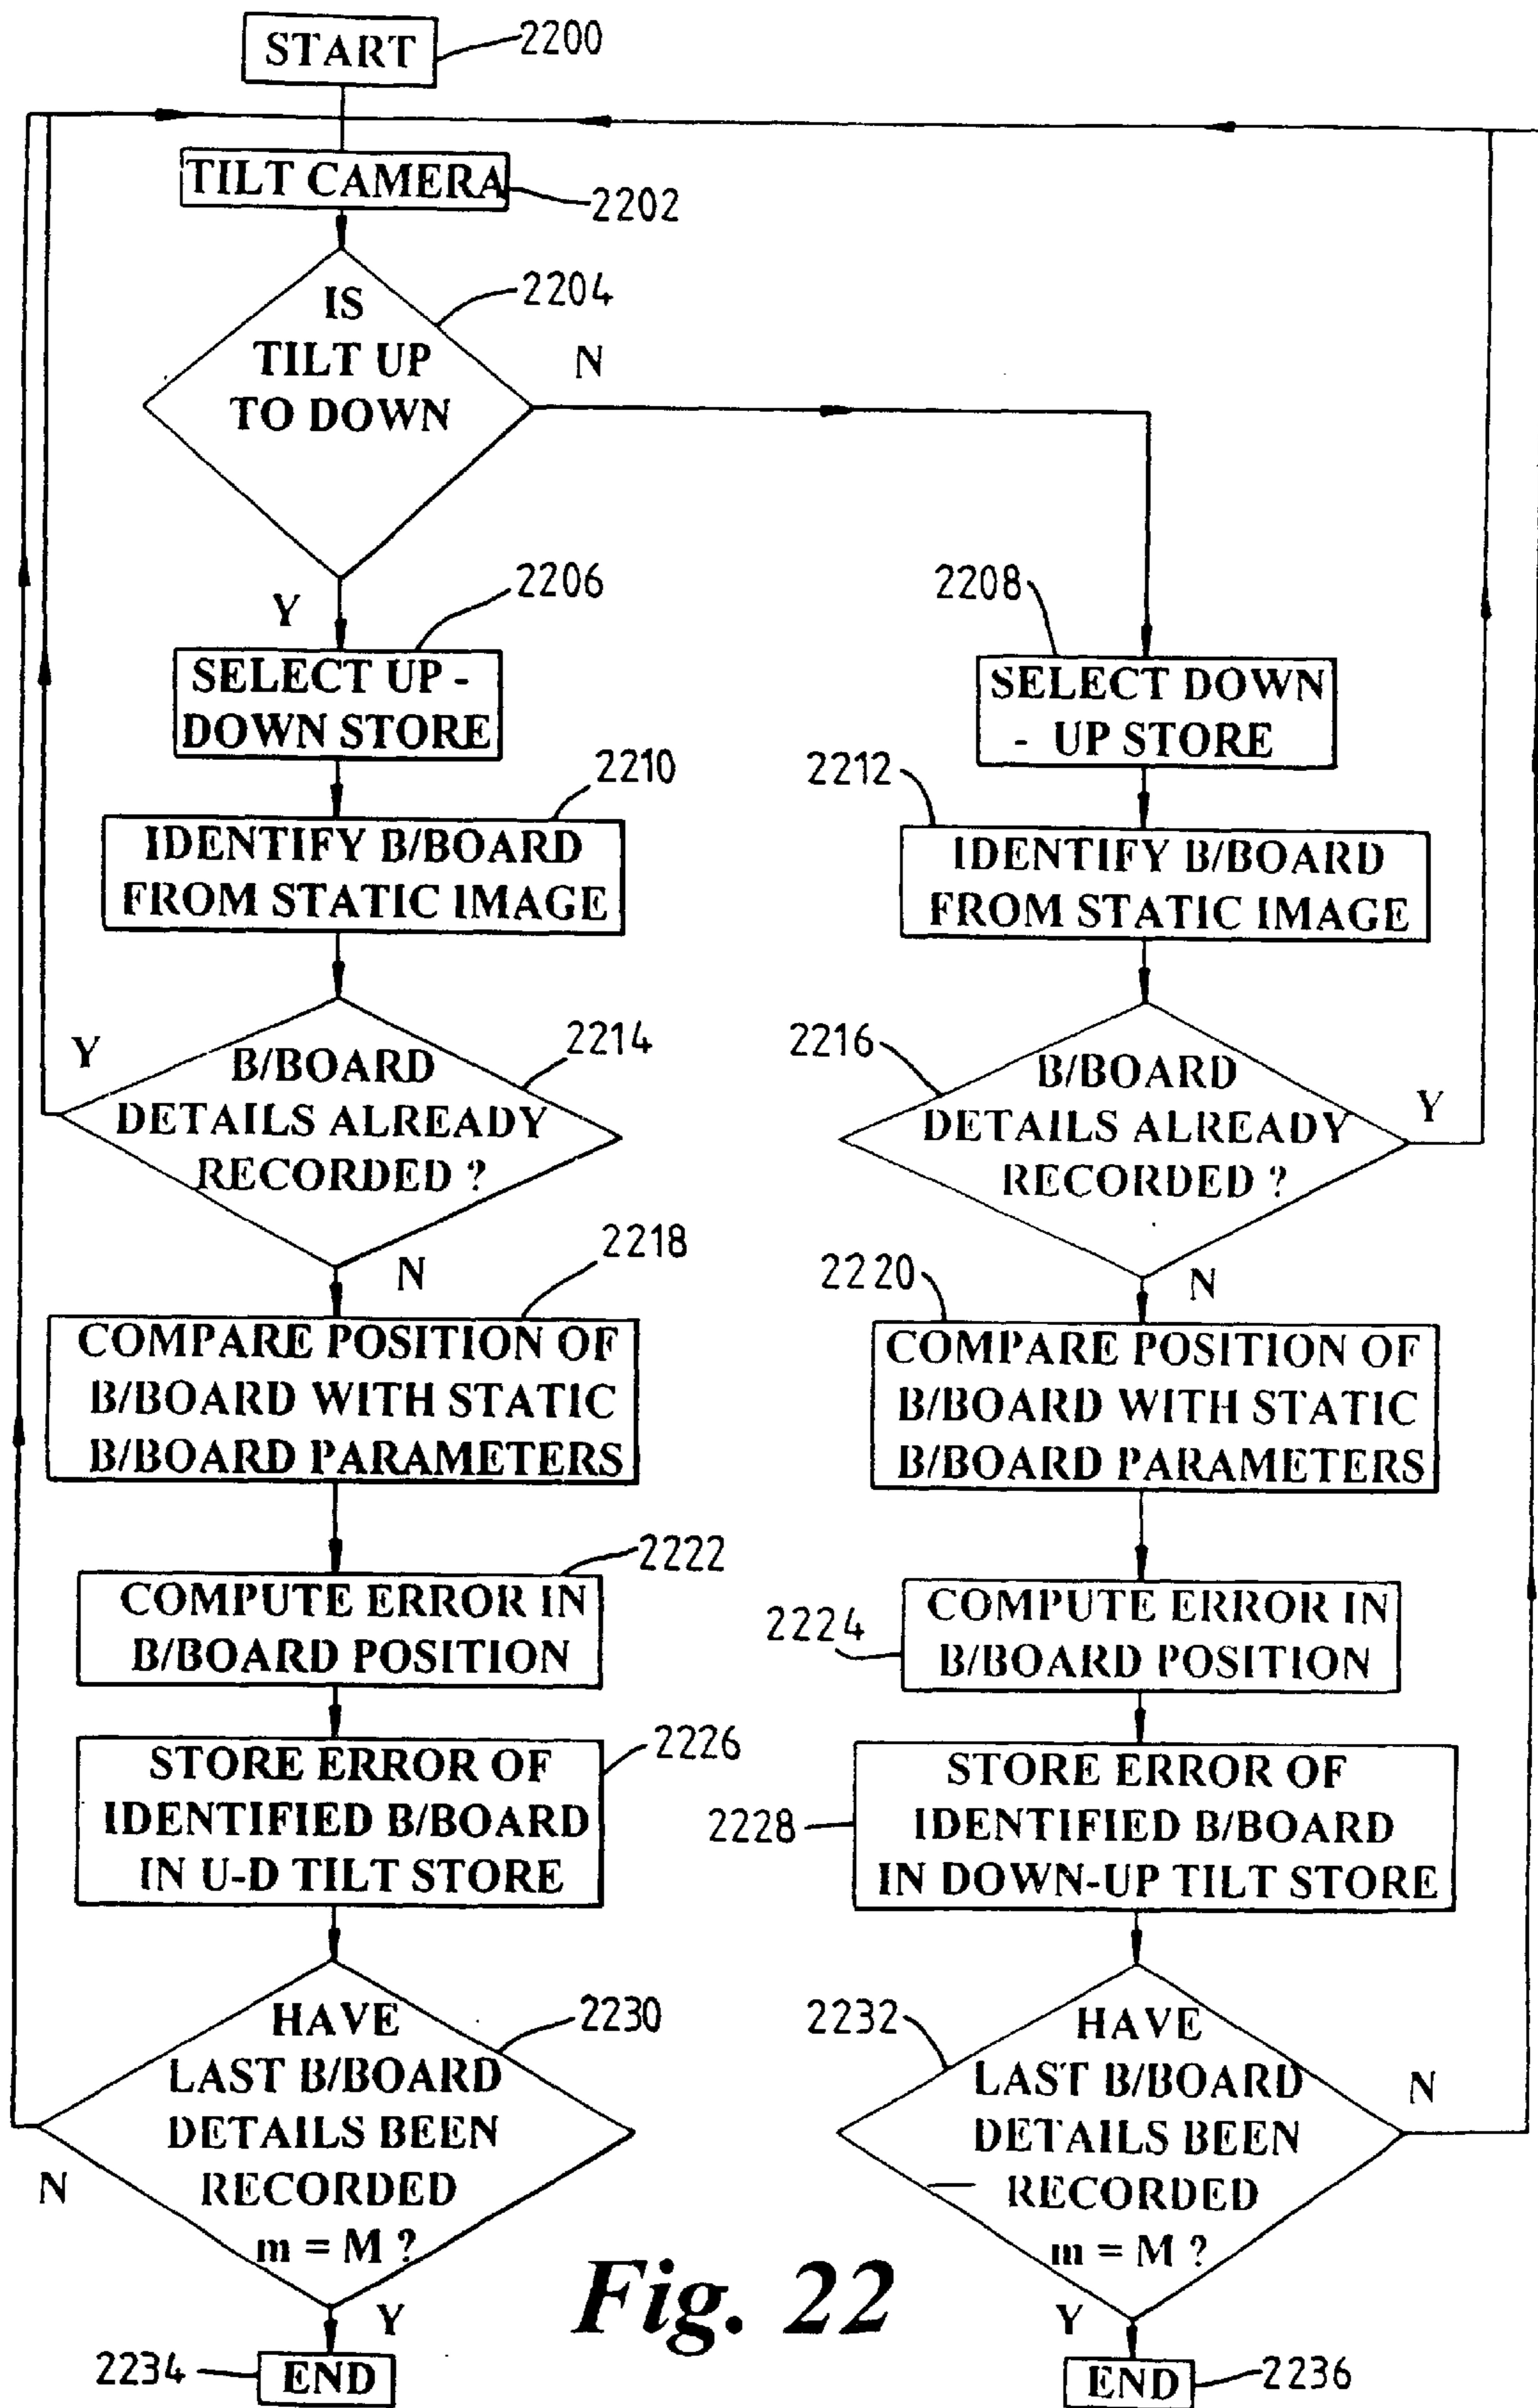 START
2200
TILT CAMERA
2202
IS
TILT UP
TO DOWN
2204
N
Y
2206
SELECT UP -
DOWN STORE
2208
SELECT DOWN
- UP STORE
2210
IDENTIFY B/BOARD
FROM STATIC IMAGE
2212
IDENTIFY B/BOARD
FROM STATIC IMAGE
Y
B/BOARD
DETAILS ALREADY
RECORDED ?
2214
N
2216
B/BOARD
DETAILS ALREADY
RECORDED ?
Y
N
2218
COMPARE POSITION OF
B/BOARD WITH STATIC
B/BOARD PARAMETERS
2220
COMPARE POSITION OF
B/BOARD WITH STATIC
B/BOARD PARAMETERS
2222
COMPUTE ERROR IN
B/BOARD POSITION
2224
COMPUTE ERROR IN
B/BOARD POSITION
2226
STORE ERROR OF
IDENTIFIED B/BOARD
IN U-D TILT STORE
2228
STORE ERROR OF
IDENTIFIED B/BOARD
IN DOWN-UP TILT STORE
HAVE
LAST B/BOARD
DETAILS BEEN
RECORDED
m = M ?
2230
N
Y
2232
HAVE
LAST B/BOARD
DETAILS BEEN
RECORDED
m = M ?
N
Y
2234
END
END
2236
Fig. 22